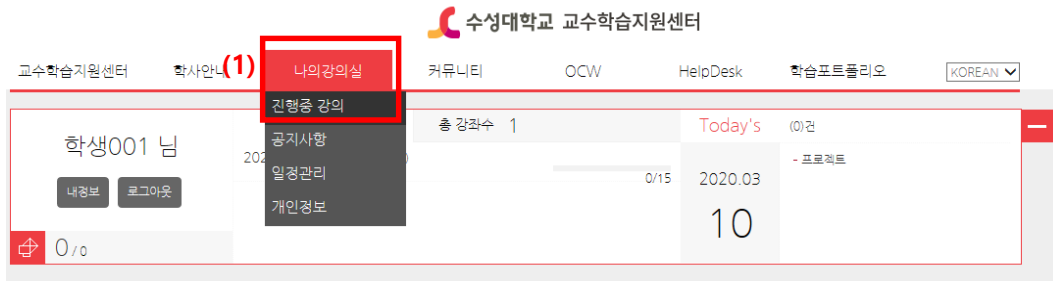 수성대학교 교수학습지원센터
교수학습지원센터 학사안내 (1) 나의강의실 커뮤니티 OCW HelpDesk 학습포트폴리오 KOREAN
진행중 강의
공지사항
일정관리
개인정보
학생001 님
내정보 로그아웃
0 / 0
202
총 강좌수 1
0/15
Today's (0)건
- 프로젝트
2020.03
10